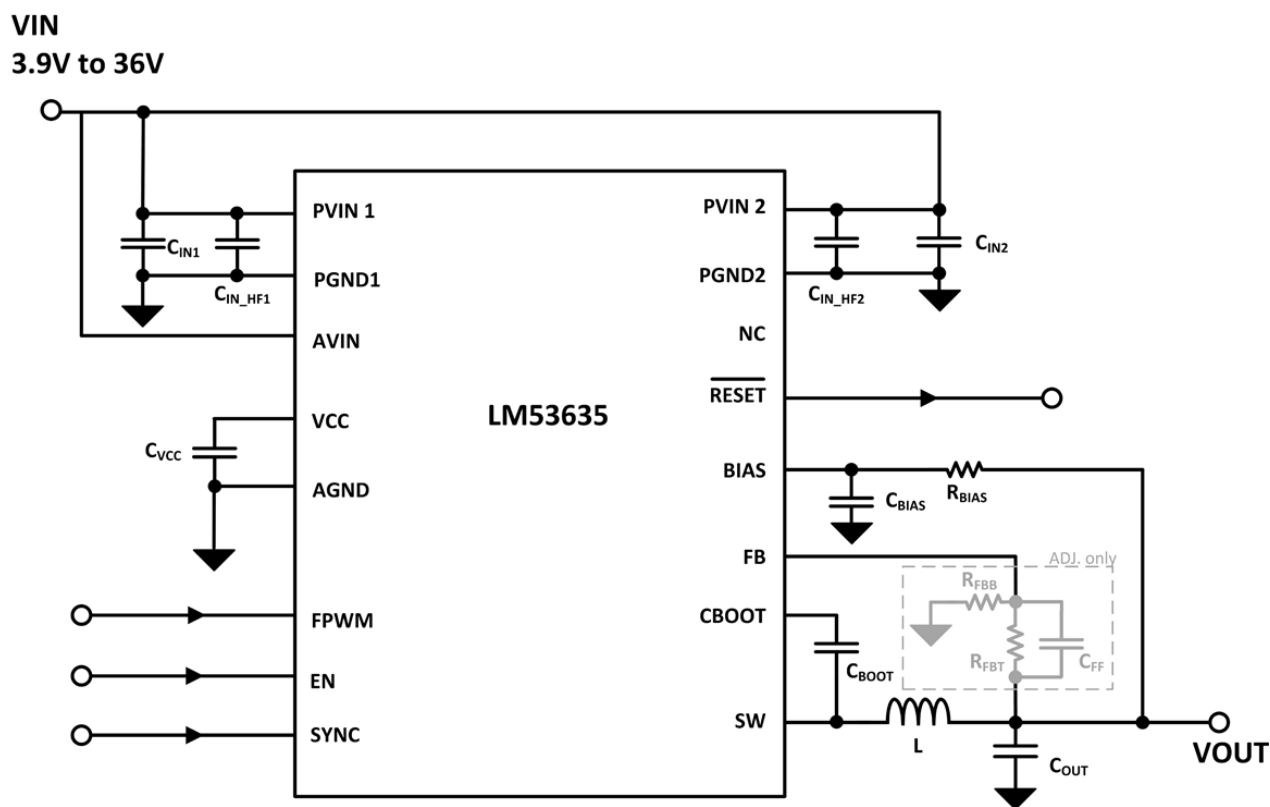 VIN
3.9V to 36V
PVIN 1
PVIN 2
CIN1
CIN2
PGND1
PGND2
CIN_HF1
CIN_HF2
AVIN
NC
RESET
LM53635
VCC
CVCC
BIAS
AGND
CBIAS
RBIAS
FB
ADJ. only
RFBB
FPWM
CBOOT
RFBT
CFF
CBOOT
EN
SW
SYNC
L
VOUT
COUT